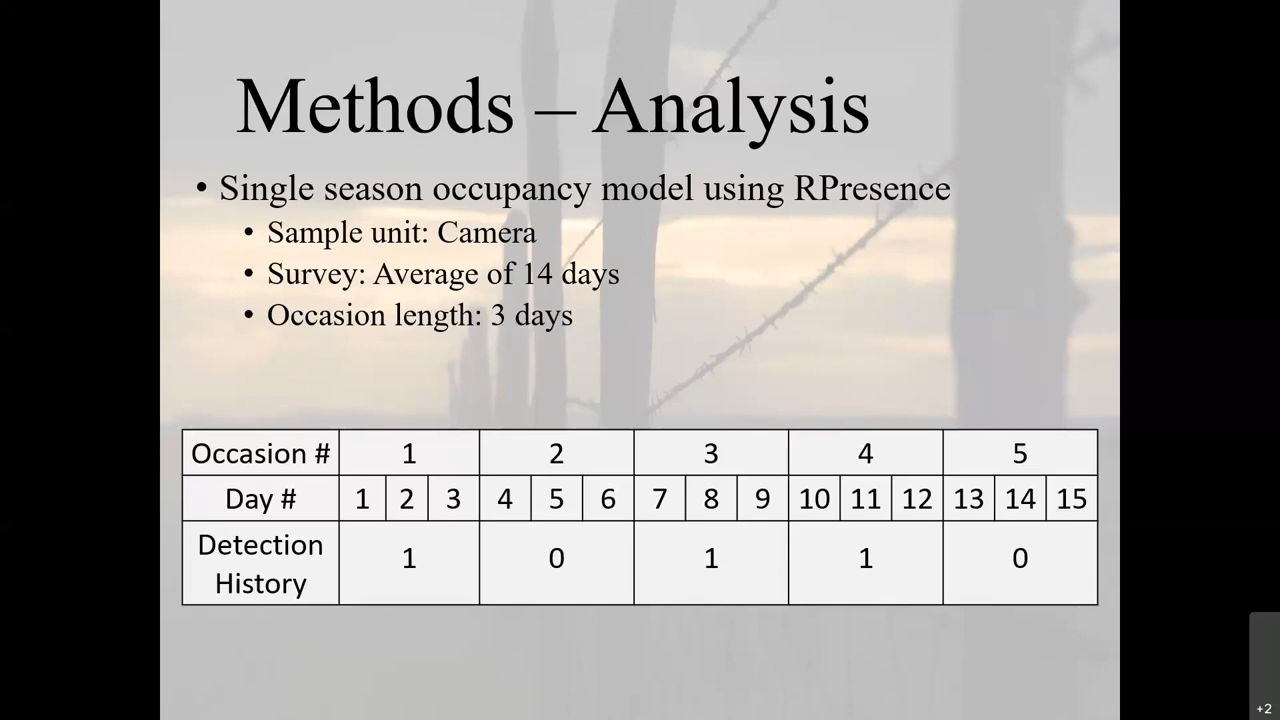 Methods – Analysis
• Single season occupancy model using RPresence
• Sample unit: Camera
• Survey: Average of 14 days
• Occasion length: 3 days
Occasion # 1 2 3 4 5
Day # 1 2 3 4 5 6 7 8 9 10 11 12 13 14 15
Detection
History 1 0 1 1 0
+2